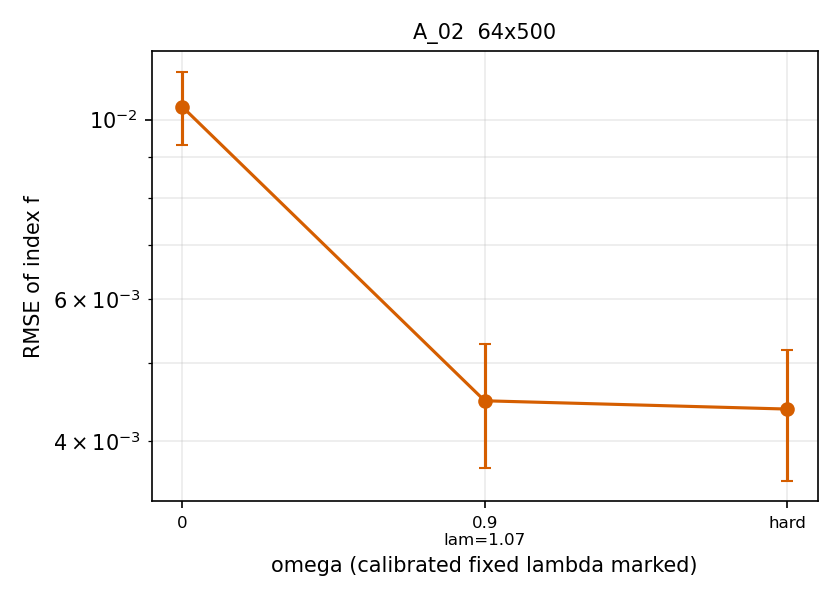 A_02  64x500
10⁻²
6 × 10⁻³
4 × 10⁻³
RMSE of index f
0
0.9
hard
lam=1.07
omega (calibrated fixed lambda marked)